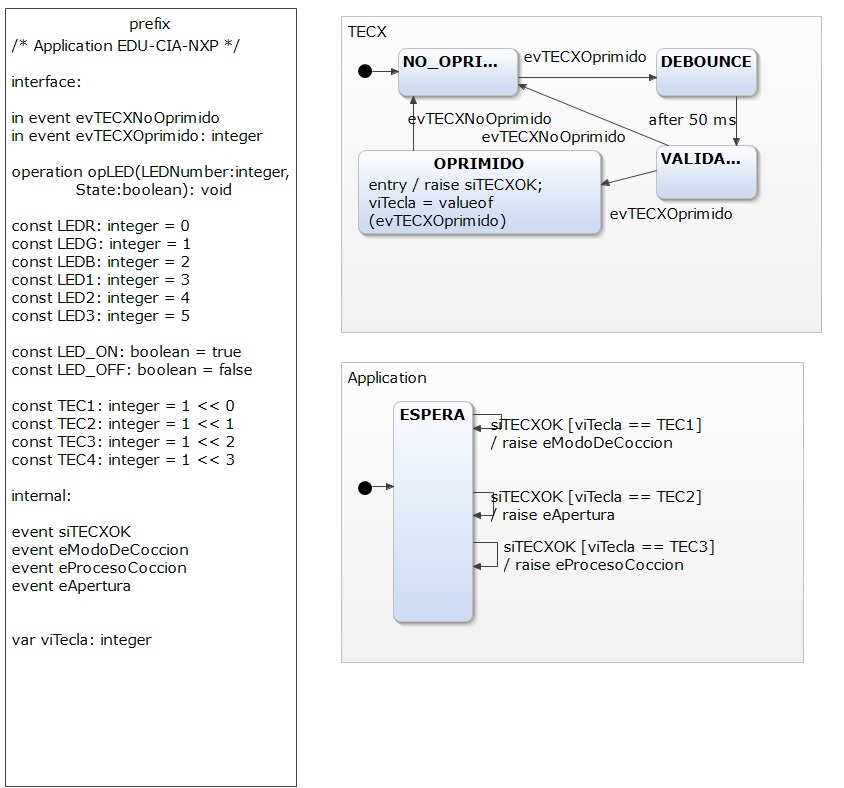 prefix
/* Application EDU-CIA-NXP */
interface:
in event evTECXNoOprimido
in event evTECXOprimido: integer
operation opLED(LEDNumber:integer,
State:boolean): void
const LEDR: integer = 0
const LEDG: integer = 1
const LEDB: integer = 2
const LED1: integer = 3
const LED2: integer = 4
const LED3: integer = 5
const LED_ON: boolean = true
const LED_OFF: boolean = false
const TEC1: integer = 1 << 0
const TEC2: integer = 1 << 1
const TEC3: integer = 1 << 2
const TEC4: integer = 1 << 3
internal:
event siTECXOK
event eModoDeCoccion
event eProcesoCoccion
event eApertura
var viTecla: integer
TECX
NO_OPRI...
evTECXOprimido
DEBOUNCE
evTECXNoOprimido
after 50 ms
evTECXNoOprimido
OPRIMIDO
entry / raise siTECXOK;
viTecla = valueof
(evTECXOprimido)
VALIDA...
evTECXOprimido
Application
ESPERA
siTECXOK [viTecla == TEC1]
/ raise eModoDeCoccion
siTECXOK [viTecla == TEC2]
/ raise eApertura
siTECXOK [viTecla == TEC3]
/ raise eProcesoCoccion